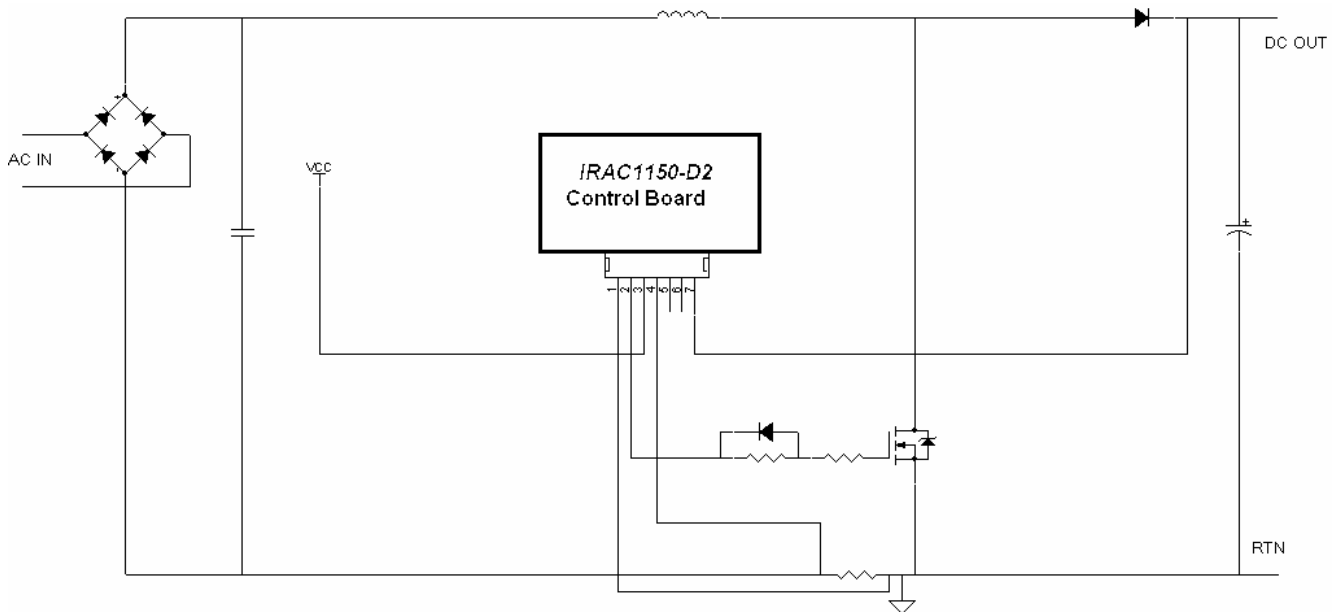 DC OUT
AC IN
VCC
IRAC1150-D2
Control Board
1 2 3 4 5 6 7
RTN